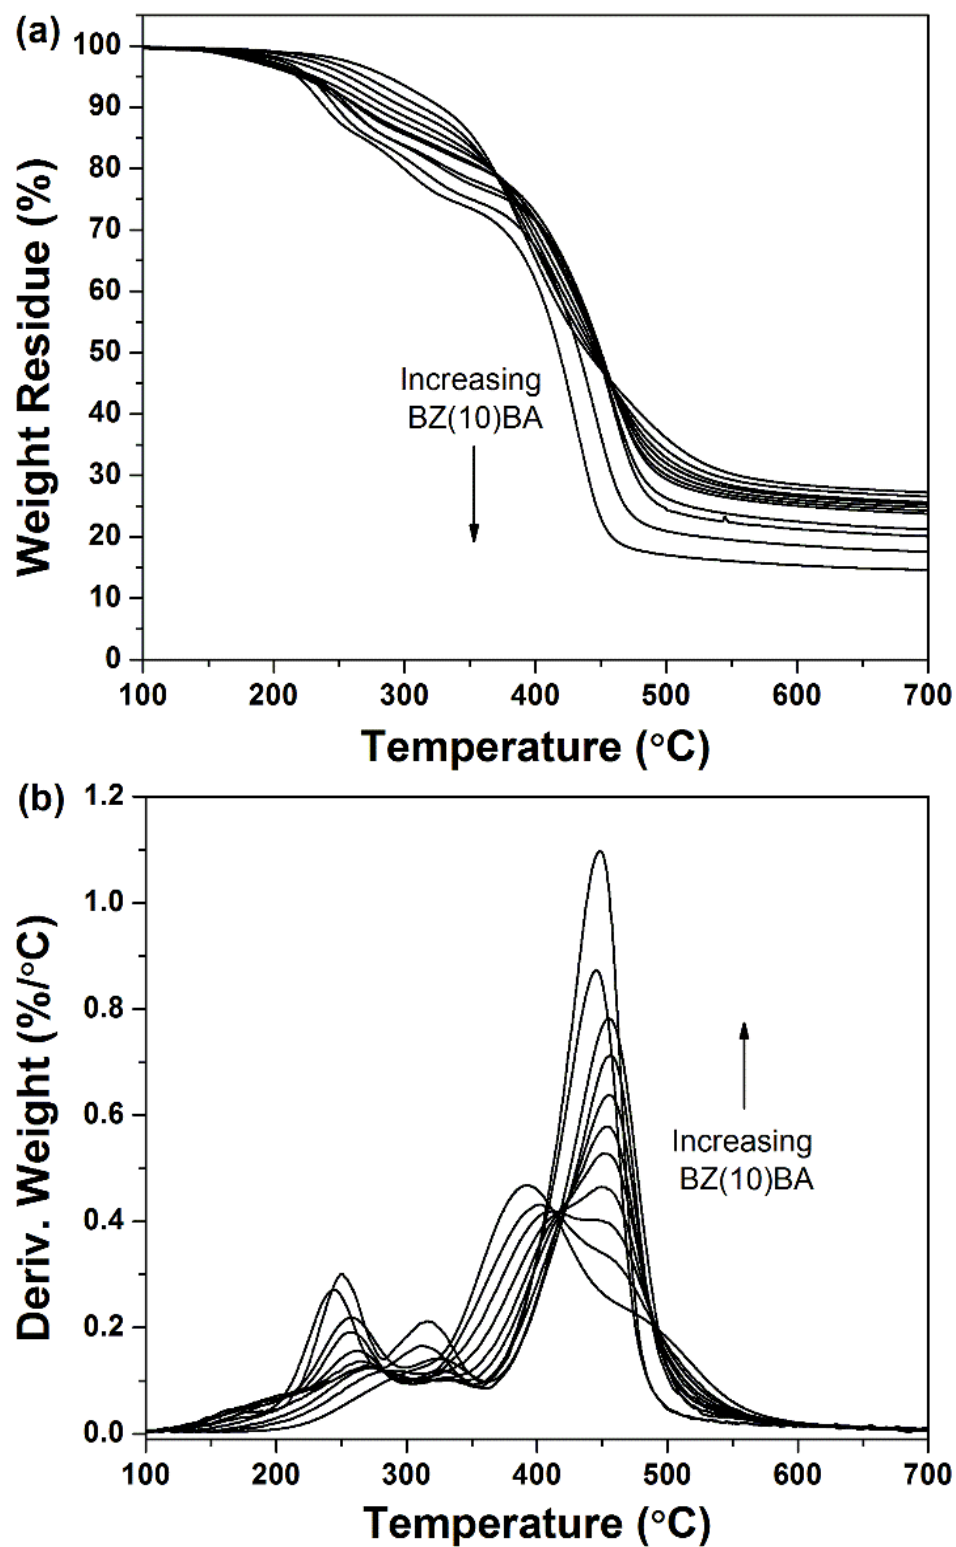 (a)
100
90
80
70
60
50
40
30
20
10
0
Weight Residue (%)
Increasing
BZ(10)BA
100 200 300 400 500 600 700
Temperature (°C)
(b)
1.2
1.0
0.8
0.6
0.4
0.2
0.0
Deriv. Weight (%/°C)
Increasing
BZ(10)BA
100 200 300 400 500 600 700
Temperature (°C)